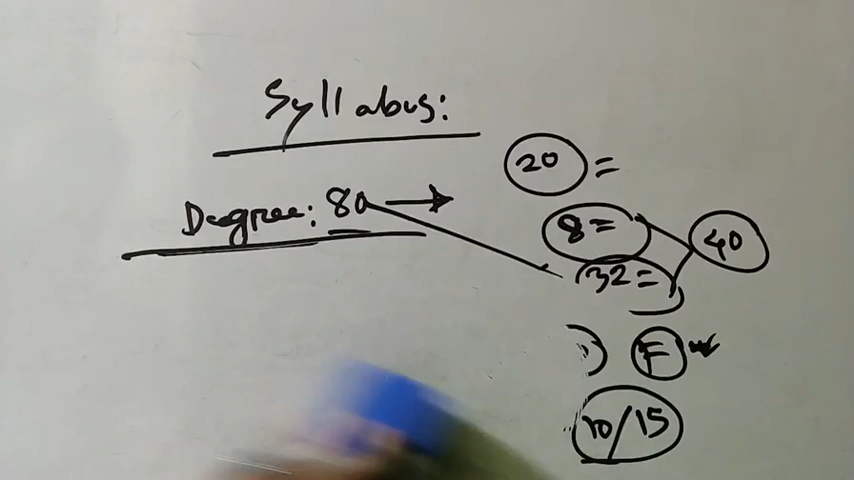 Syllabus:
20 =
Degree: 80 →
8 =
40
32 =
F
10/15